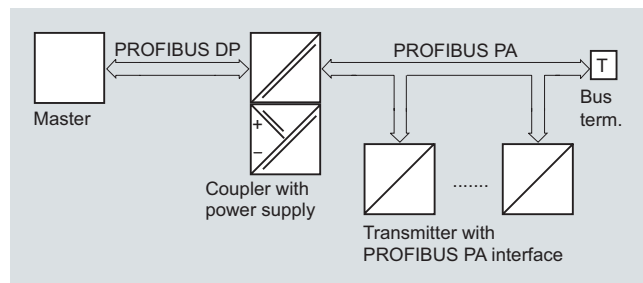 PROFIBUS DP
PROFIBUS PA
T
Master
Bus
term.
+
–
Coupler with
power supply
.......
Transmitter with
PROFIBUS PA interface